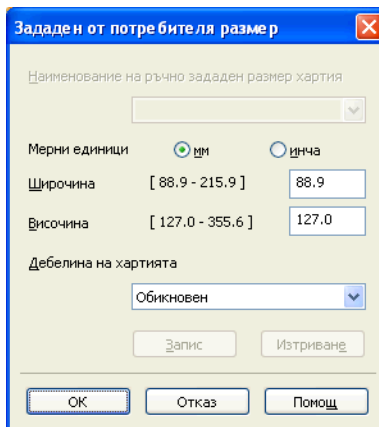 Зададен от потребителя размер
Наименование на ръчно зададен размер хартия
Мерни единици мм инча
Широчина [ 88.9 - 215.9 ] 88.9
Височина [ 127.0 - 355.6 ] 127.0
Дебелина на хартията
Обикновен
Запис Изтриване
ОК Отказ Помощ